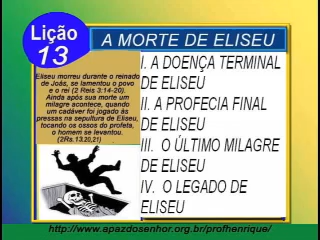 Lição
13
A MORTE DE ELISEU
Eliseu morreu durante o reinado
de Joás, se lamentou o povo
e o rei (2 Reis 3:14-20).
Ainda após sua morte um
milagre acontece, quando
um cadáver foi jogado às
pressas na sepultura de Eliseu,
tocando os ossos do profeta,
o homem se levantou.
(2Rs.13.20,21)
I. A DOENÇA TERMINAL
DE ELISEU
II. A PROFECIA FINAL
DE ELISEU
III. O ÚLTIMO MILAGRE
DE ELISEU
IV. O LEGADO DE
ELISEU
http://www.apazdosenhor.org.br/profhenrique/